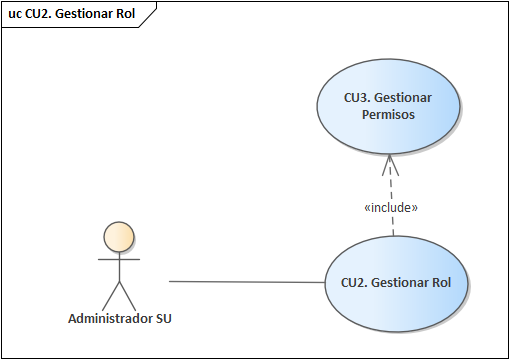 uc CU2. Gestionar Rol
CU3. Gestionar
Permisos
«include»
CU2. Gestionar Rol
Administrador SU